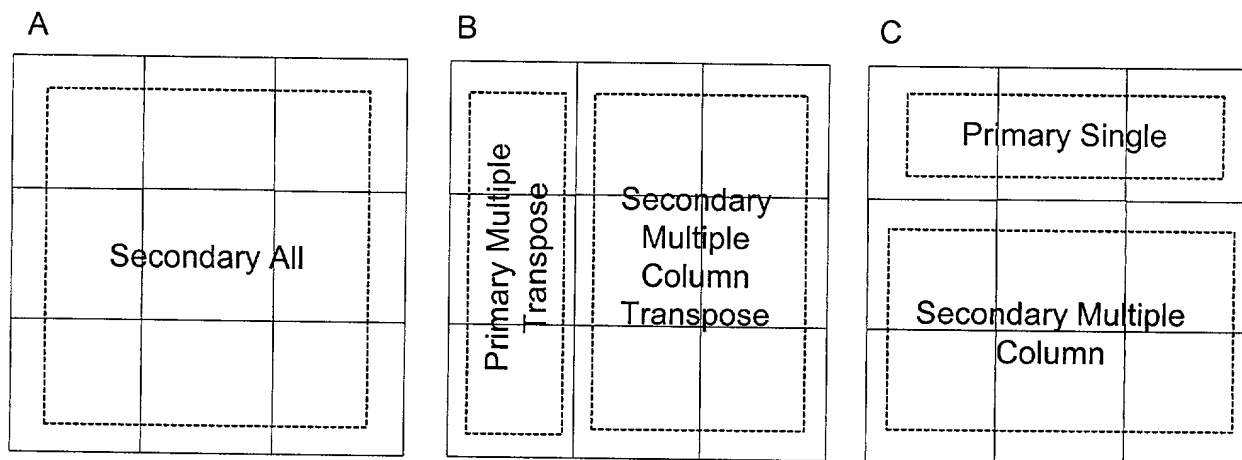 A
B
C
Secondary All
Primary Multiple
Transpose
Secondary
Multiple
Column
Transpose
Primary Single
Secondary Multiple
Column